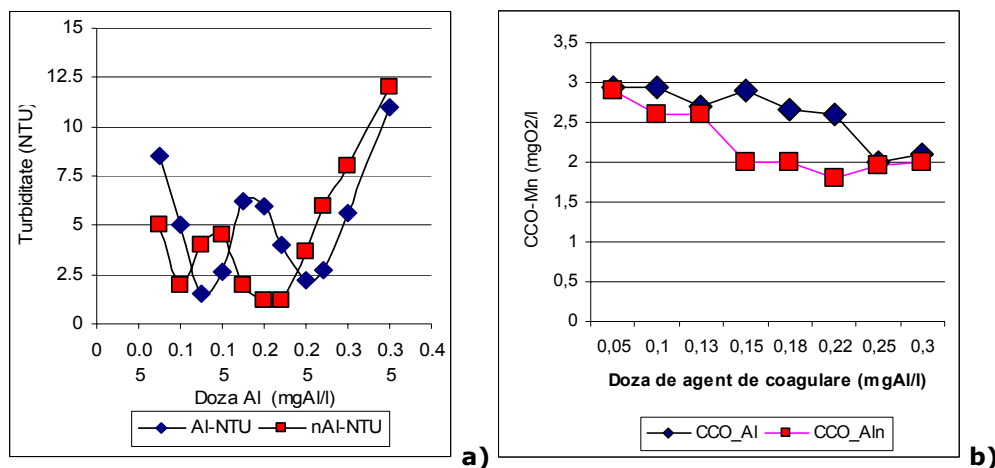 15
12.5
10
7.5
5
2.5
0
Turbiditate (NTU)
0 0.0 0.1 0.1 0.2 0.2 0.3 0.3 0.4
5 5 5 5
Doza Al (mgAl/l)
Al-NTU nAl-NTU
a)
3,5
3
2,5
2
1,5
1
0,5
0
CCO-Mn (mgO2/l
0,05 0,1 0,13 0,15 0,18 0,22 0,25 0,3
Doza de agent de coagulare (mgAl/l)
CCO_Al CCO_Aln
b)